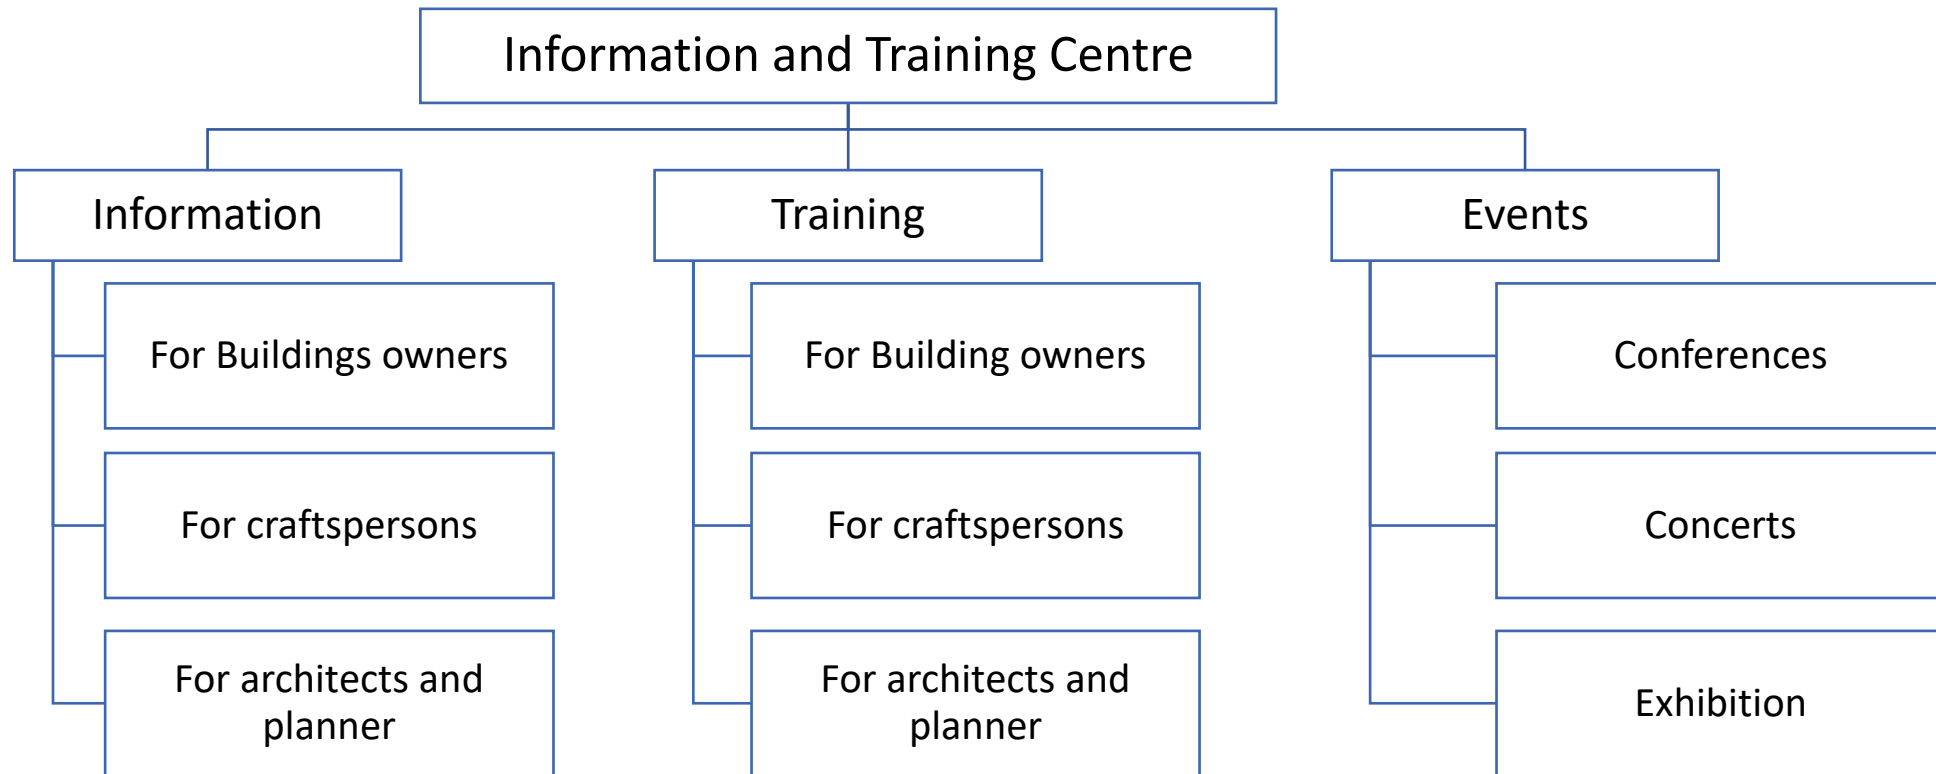 Information and Training Centre
Information
For Buildings owners
For craftspersons
For architects and
planner
Training
For Building owners
For craftspersons
For architects and
planner
Events
Conferences
Concerts
Exhibition